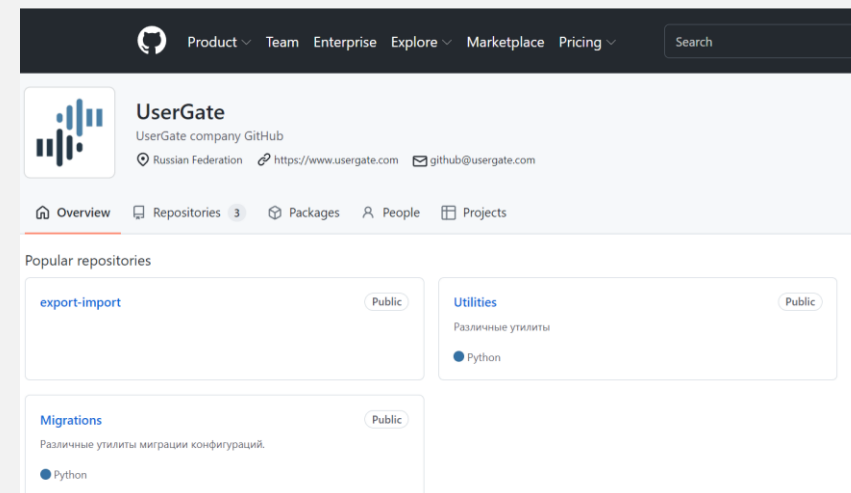 Product Team Enterprise Explore Marketplace Pricing Search
UserGate
UserGate company GitHub
Russian Federation https://www.usergate.com github@usergate.com
Overview Repositories 3 Packages People Projects
Popular repositories
export-import Public
Utilities Public
Различные утилиты
Python
Migrations Public
Различные утилиты миграции конфигураций.
Python